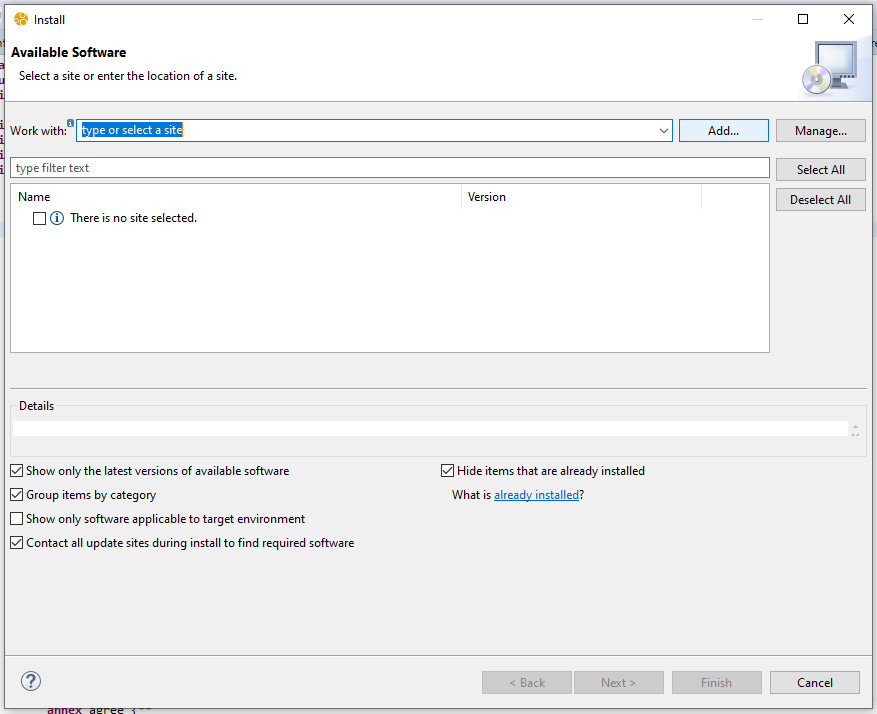 Install
Available Software
Select a site or enter the location of a site.
Work with: type or select a site Add... Manage...
type filter text Select All
Name Version Deselect All
There is no site selected.
Details
Show only the latest versions of available software Hide items that are already installed
Group items by category What is already installed?
Show only software applicable to target environment
Contact all update sites during install to find required software
? < Back Next > Finish Cancel
annex agree {**